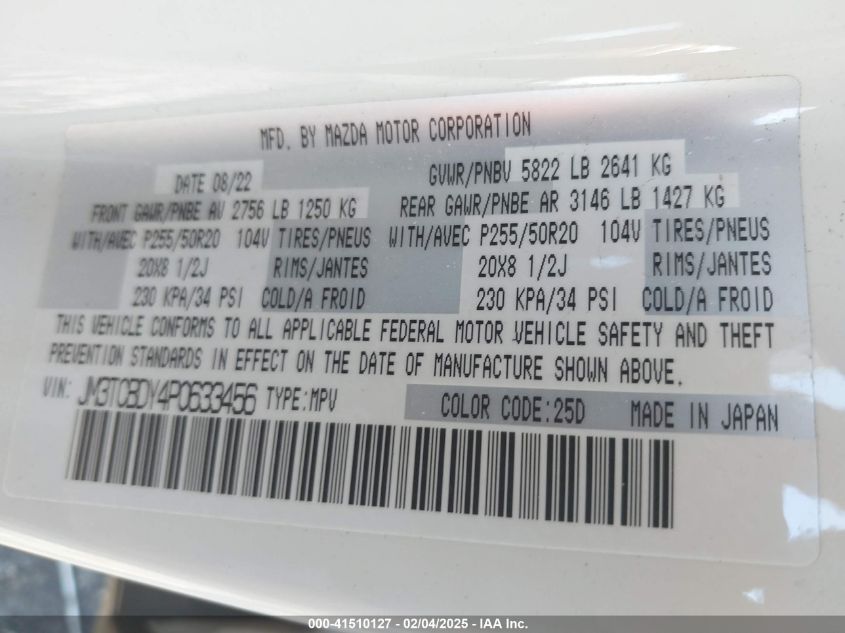 MFD. BY MAZDA MOTOR CORPORATION
DATE 08/22 GVWR/PNBV 5822 LB 2641 KG
FRONT GAWR/PNBE AV 2756 LB 1250 KG REAR GAWR/PNBE AR 3146 LB 1427 KG
WITH/AVEC P255/50R20 104V TIRES/PNEUS WITH/AVEC P255/50R20 104V TIRES/PNEUS
20X8 1/2J RIMS/JANTES 20X8 1/2J RIMS/JANTES
230 KPA/34 PSI COLD/A FROID 230 KPA/34 PSI COLD/A FROID
THIS VEHICLE CONFORMS TO ALL APPLICABLE FEDERAL MOTOR VEHICLE SAFETY AND THEFT
PREVENTION STANDARDS IN EFFECT ON THE DATE OF MANUFACTURE SHOWN ABOVE.
VIN: JM3TCBDY4P0633456 TYPE:MPV COLOR CODE:25D MADE IN JAPAN
000-41510127 - 02/04/2025 - IAA Inc.